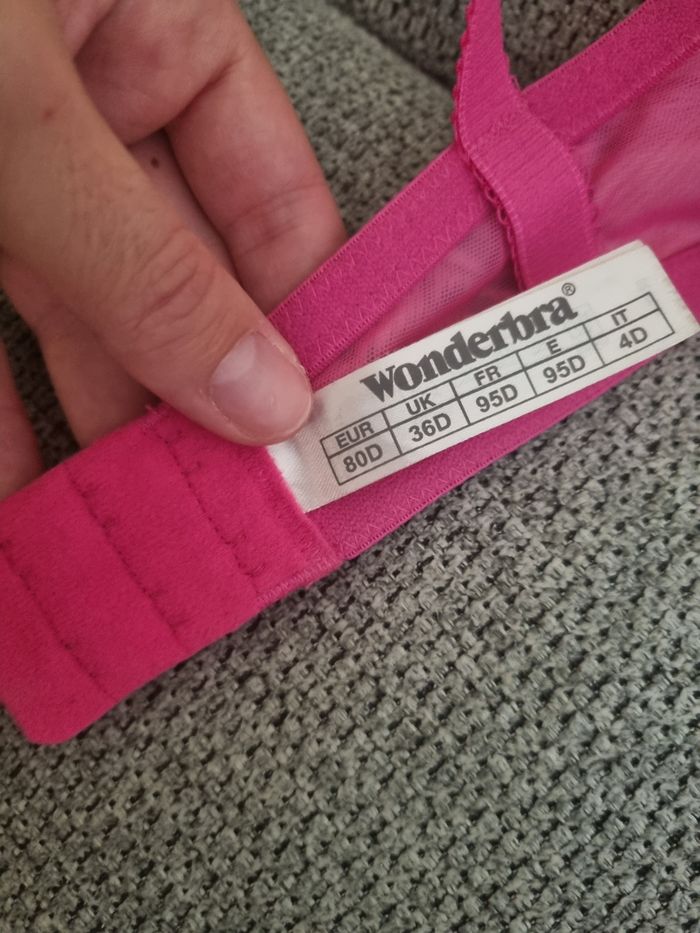 Wonderbra®
EUR UK FR E IT
80D 36D 95D 95D 4D